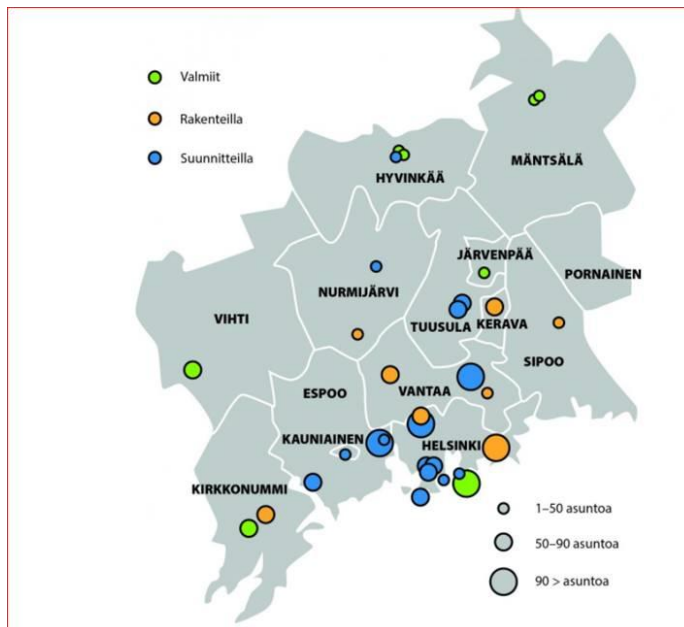 Valmiit
Rakenteilla
Suunnitteilla
MÄNTSÄLÄ
HYVINKÄÄ
JÄRVENPÄÄ
PORNAINEN
NURMIJÄRVI
VIHTI
TUUSULA
KERAVA
SIPOO
ESPOO
VANTAA
KAUNIAINEN
HELSINKI
KIRKKONUMMI
1–50 asuntoa
50–90 asuntoa
90 > asuntoa